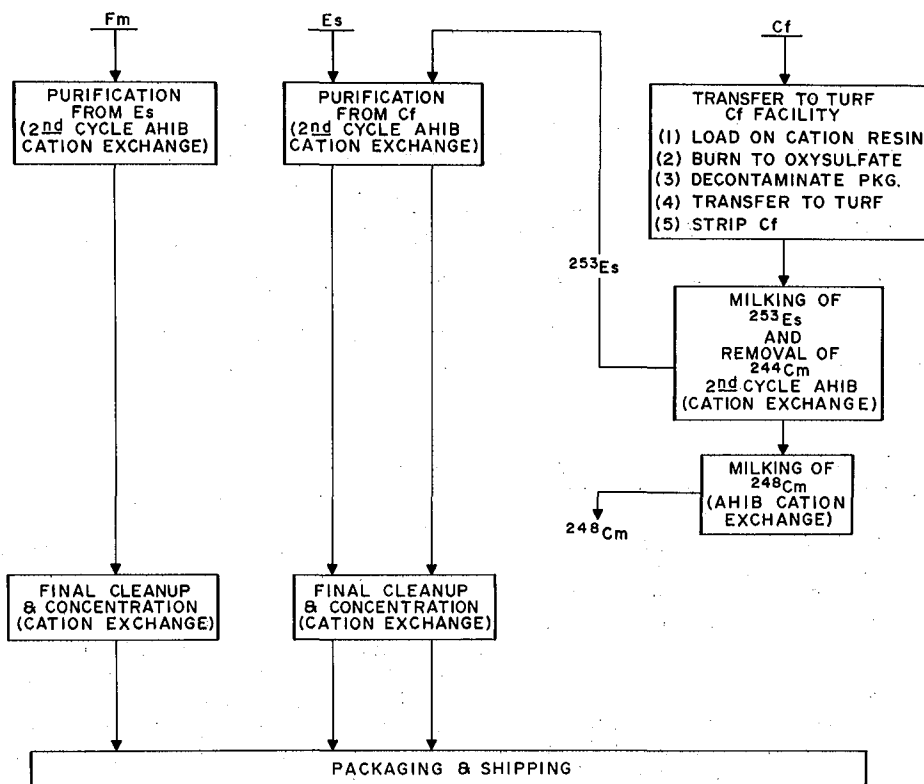 Fm
Es
Cf
PURIFICATION
FROM Es
(2nd CYCLE AHIB
CATION EXCHANGE)
PURIFICATION
FROM Cf
(2nd CYCLE AHIB
CATION EXCHANGE)
TRANSFER TO TURF
Cf FACILITY
(1) LOAD ON CATION RESIN
(2) BURN TO OXYSULFATE
(3) DECONTAMINATE PKG.
(4) TRANSFER TO TURF
(5) STRIP Cf
253Es
MILKING OF
253Es
AND
REMOVAL OF
244Cm
2nd CYCLE AHIB
(CATION EXCHANGE)
MILKING OF
248Cm
(AHIB CATION
EXCHANGE)
248Cm
FINAL CLEANUP
& CONCENTRATION
(CATION EXCHANGE)
FINAL CLEANUP
& CONCENTRATION
(CATION EXCHANGE)
PACKAGING & SHIPPING